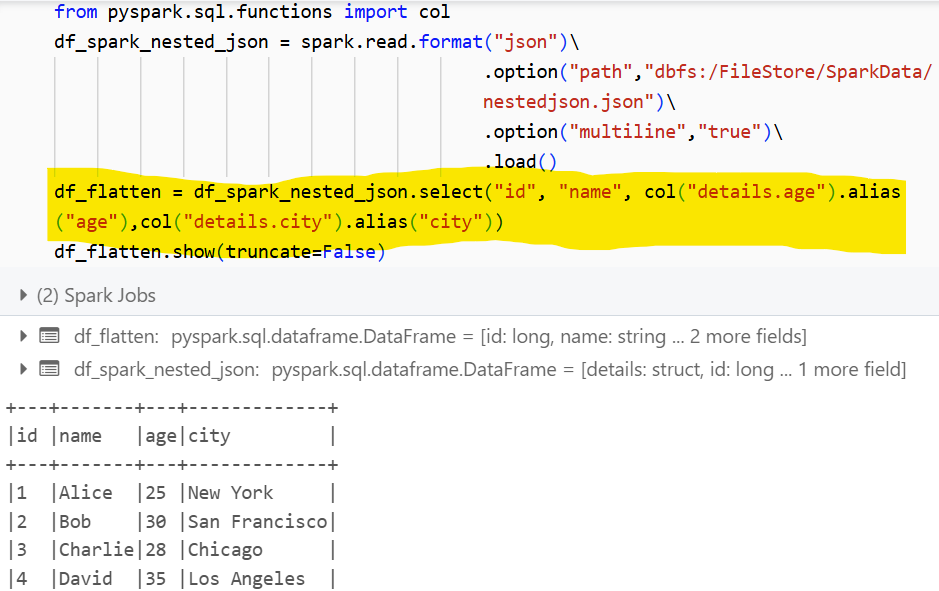 from pyspark.sql.functions import col
df_spark_nested_json = spark.read.format("json")\
.option("path","dbfs:/FileStore/SparkData/
nestedjson.json")\
.option("multiline","true")\
.load()
df_flatten = df_spark_nested_json.select("id", "name", col("details.age").alias
("age"),col("details.city").alias("city"))
df_flatten.show(truncate=False)
(2) Spark Jobs
df_flatten: pyspark.sql.dataframe.DataFrame = [id: long, name: string ... 2 more fields]
df_spark_nested_json: pyspark.sql.dataframe.DataFrame = [details: struct, id: long ... 1 more field]
+---+-------+---+-------------+
|id |name   |age|city         |
+---+-------+---+-------------+
|1  |Alice  |25 |New York     |
|2  |Bob    |30 |San Francisco|
|3  |Charlie|28 |Chicago      |
|4  |David  |35 |Los Angeles  |